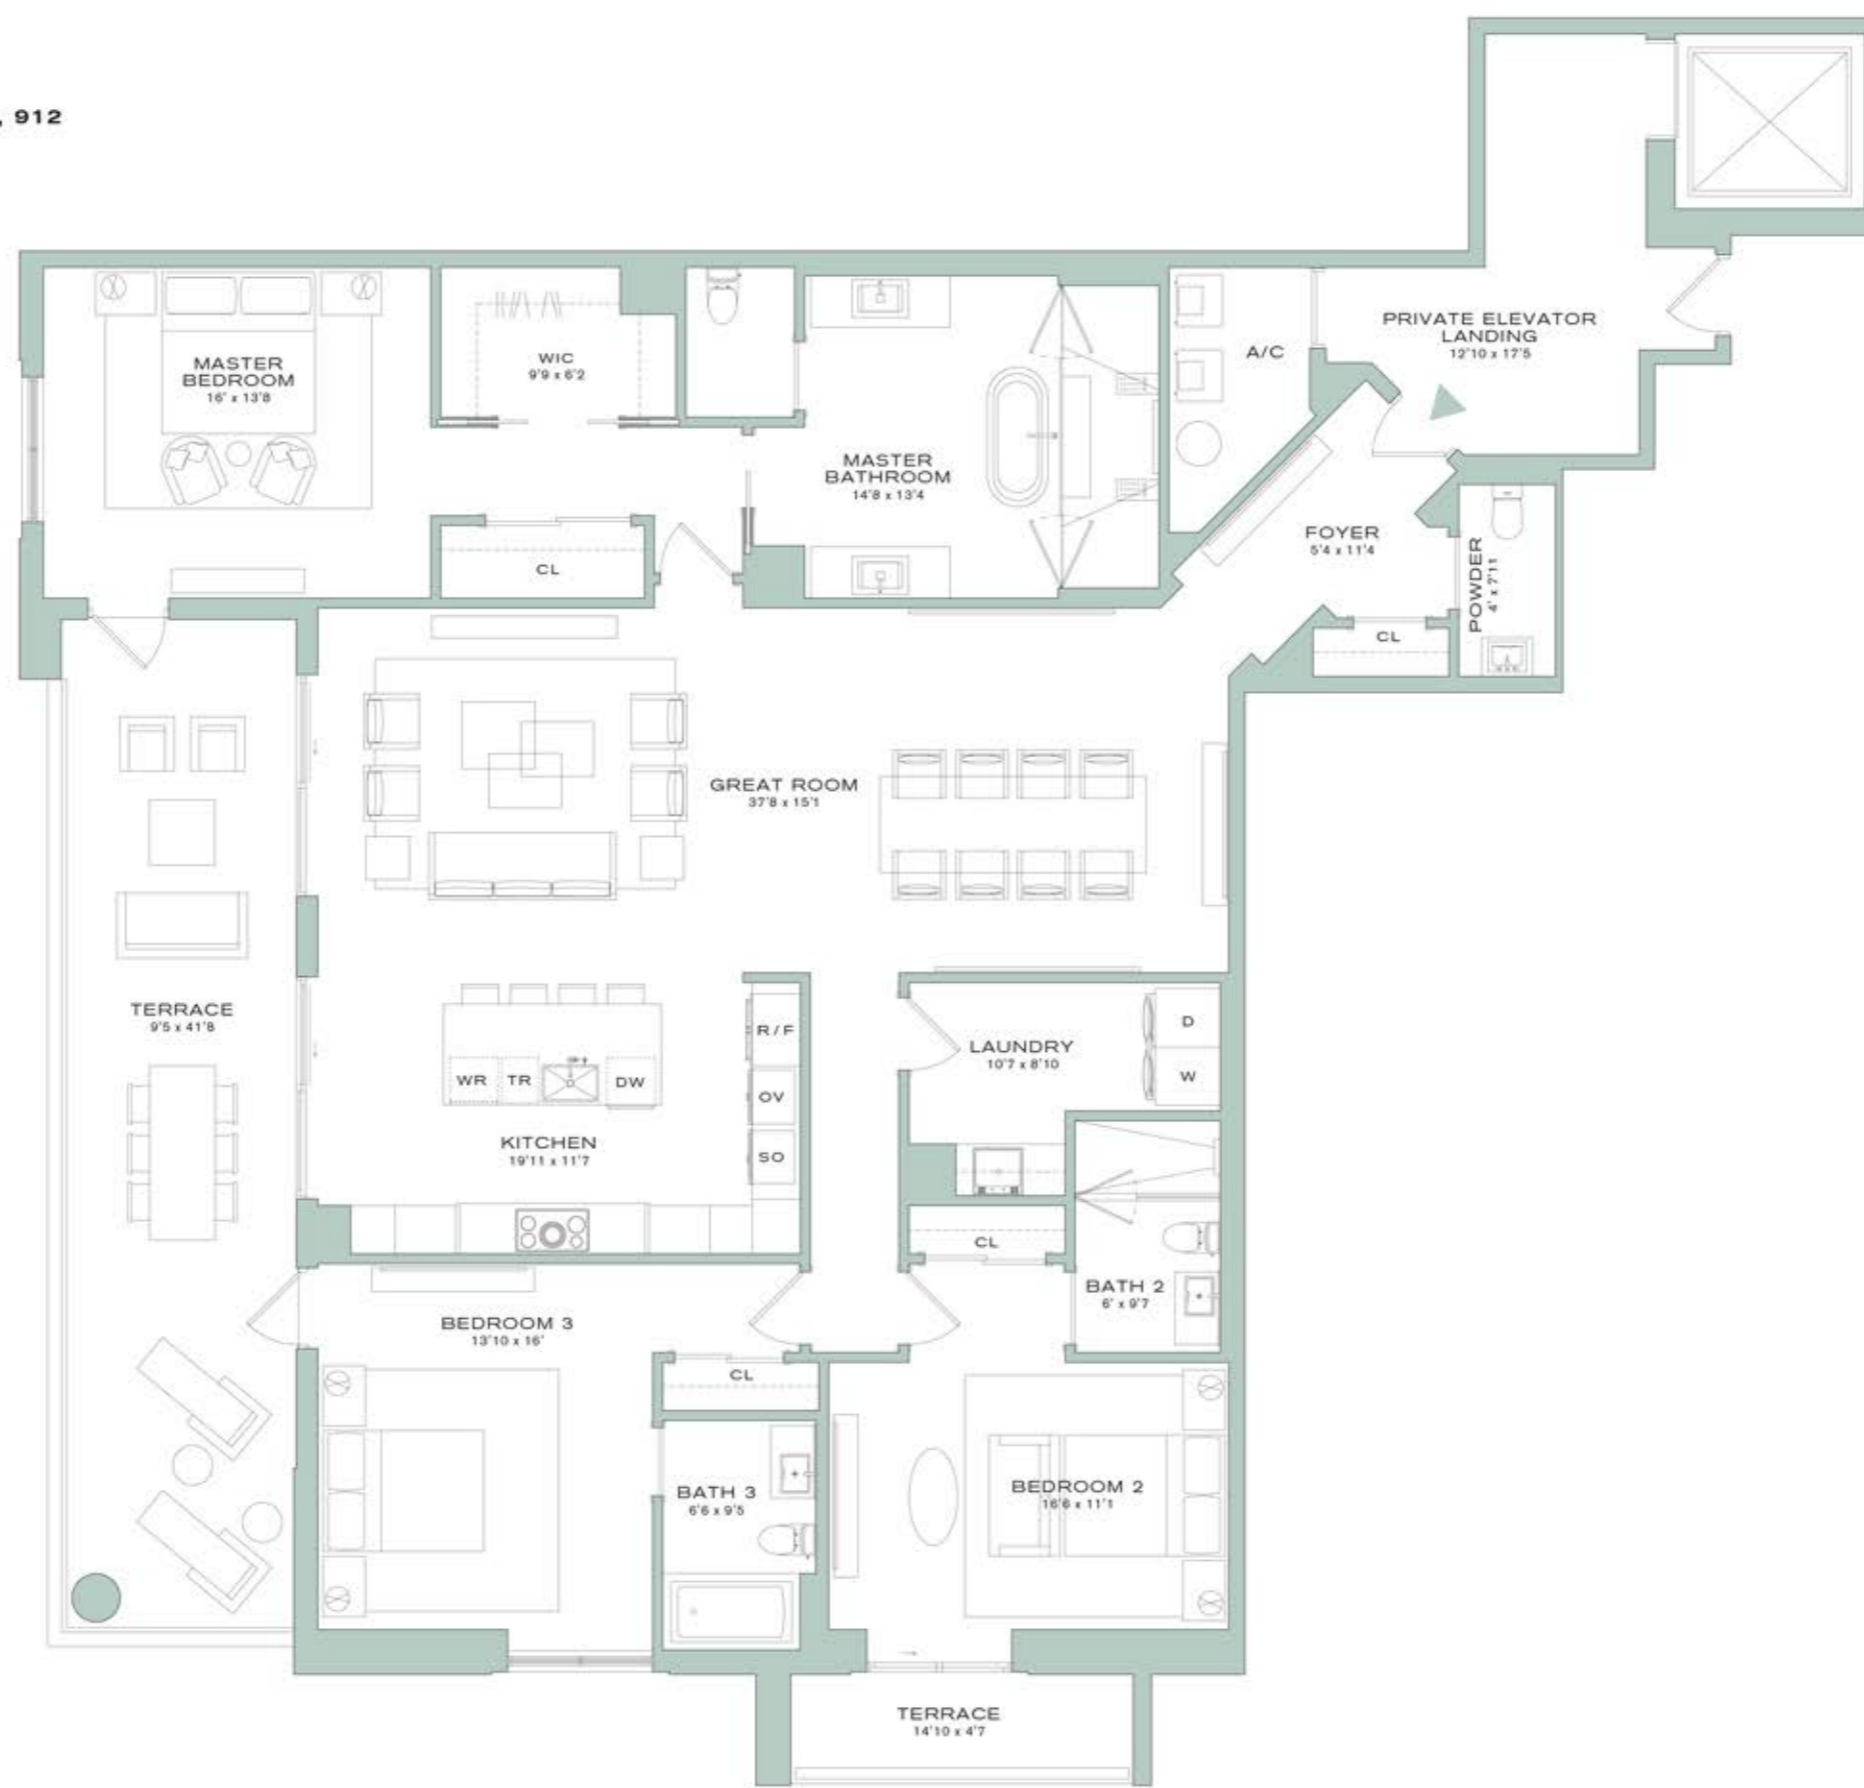 , 912
PRIVATE ELEVATOR
LANDING
12'10 x 17'5
MASTER
BEDROOM
16' x 13'8
WIC
9'9 x 6'2
A/C
MASTER
BATHROOM
14'8 x 13'4
FOYER
5'4 x 11'4
POWDER
4' x 7'11
CL
CL
GREAT ROOM
37'8 x 15'1
TERRACE
9'5 x 41'8
R/F
WR
TR
DW
OV
SO
KITCHEN
19'11 x 11'7
LAUNDRY
10'7 x 8'10
D
W
CL
BATH 2
6' x 9'7
BEDROOM 3
13'10 x 16'
CL
BATH 3
6'6 x 9'5
BEDROOM 2
16'6 x 11'1
TERRACE
14'10 x 4'7